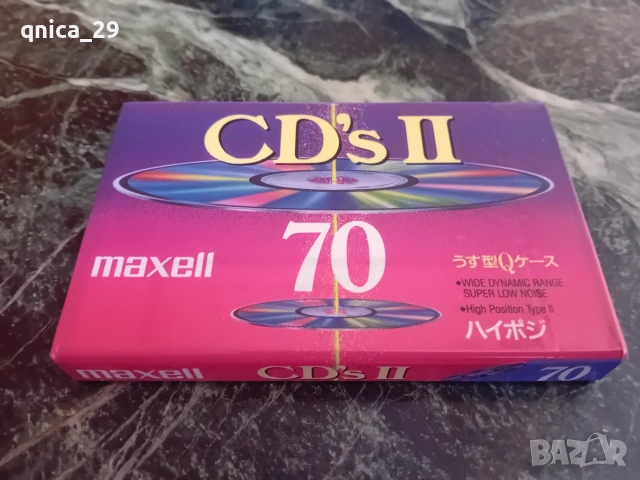 qnica_29
CD's II
70
maxell
うす型Qケース
•WIDE DYNAMIC RANGE
SUPER LOW NOISE
•High Position Type II
ハイポジ
maxell
CD's II
70
BAZAR